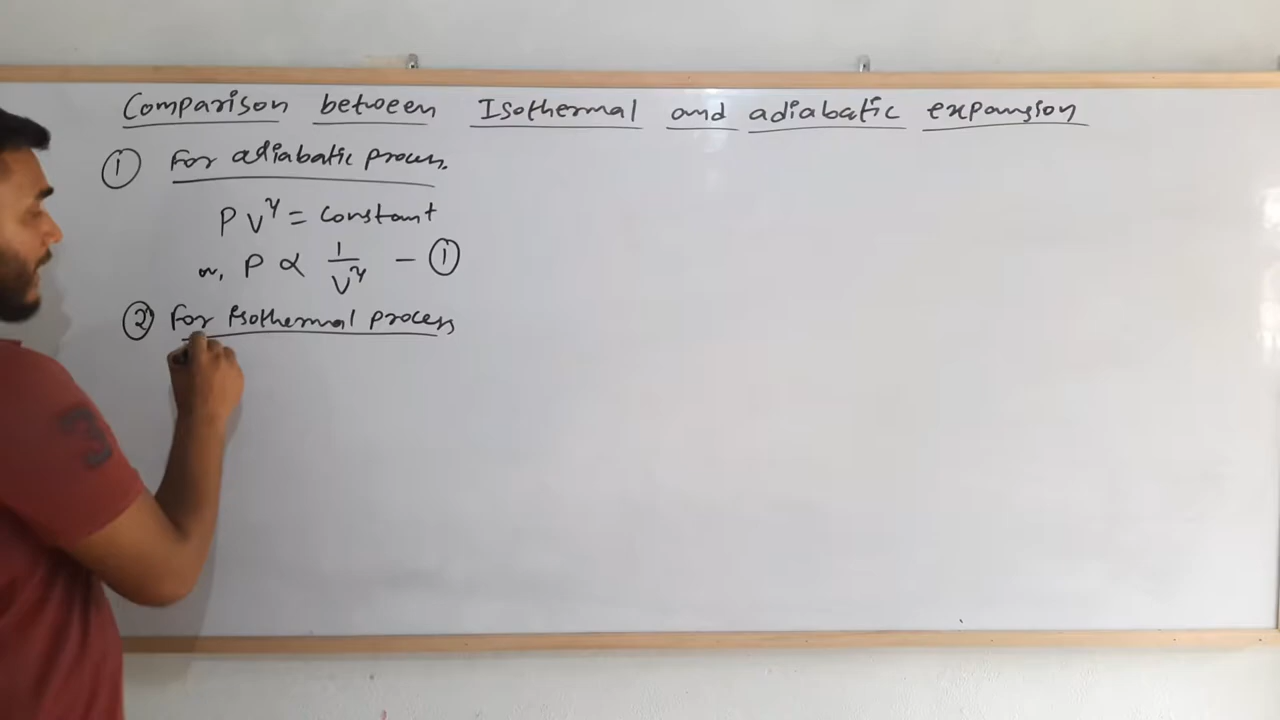 Comparison between Isothermal and adiabatic expansion
① For adiabatic process.
PV^γ = constant
or, P ∝ 1/V^γ - ①
② For Isothermal process
3